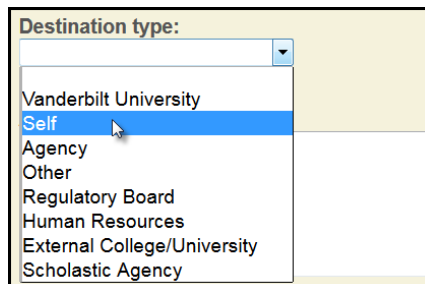 Destination type:
Vanderbilt University
Self
Agency
Other
Regulatory Board
Human Resources
External College/University
Scholastic Agency